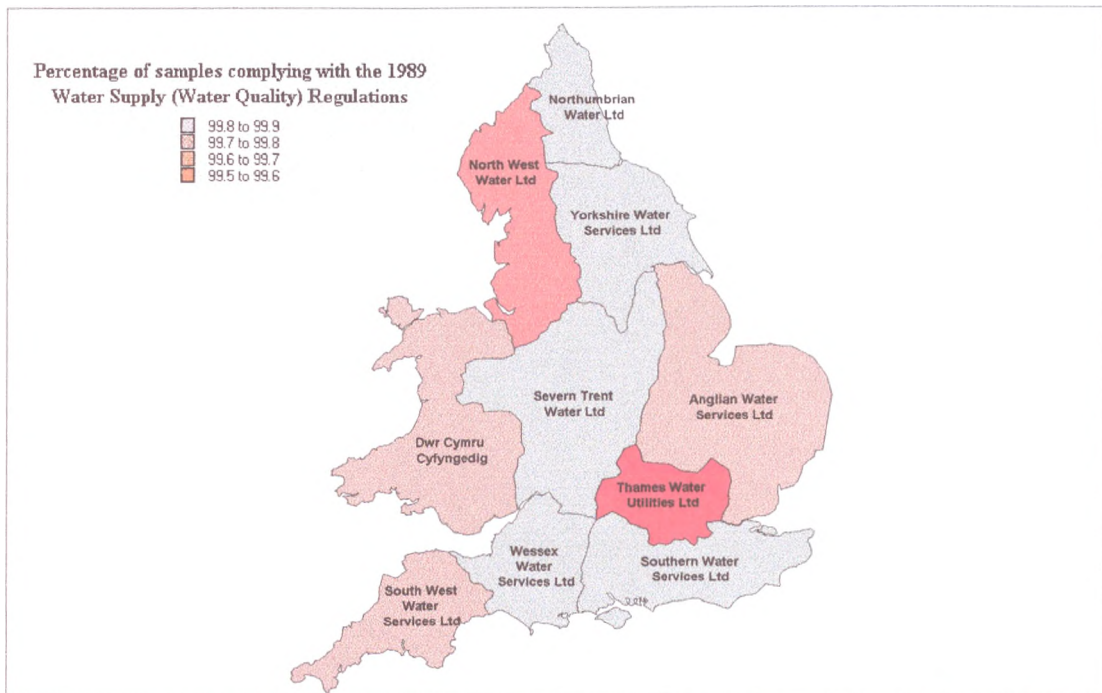 Percentage of samples complying with the 1989
Water Supply (Water Quality) Regulations
99.8 to 99.9
99.7 to 99.8
99.6 to 99.7
99.5 to 99.6
Northumbrian
Water Ltd
North West
Water Ltd
Yorkshire Water
Services Ltd
Severn Trent
Water Ltd
Anglian Water
Services Ltd
Dwr Cymru
Cyfyngedig
Thames Water
Utilities Ltd
Wessex
Water
Services Ltd
Southern Water
Services Ltd
South West
Water
Services Ltd